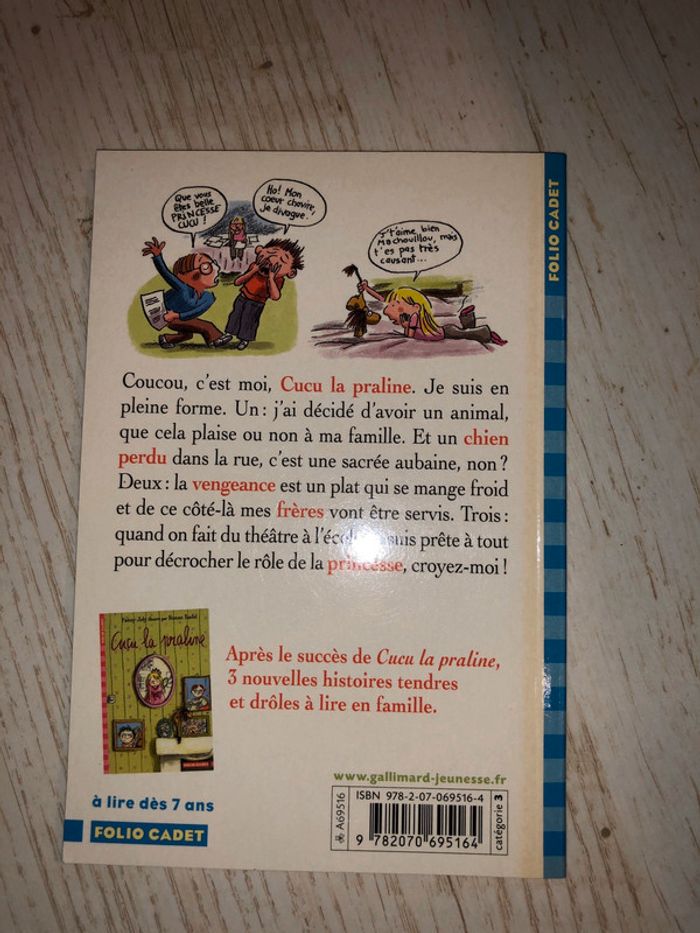 Que vous
êtes belle
PRINCESSE
CUCU !
Ho! Mon
coeur chavire,
je divague.
J't'aime bien
Machouillou, mais
t'es pas très
causant...
FOLIO CADET
Coucou, c'est moi, Cucu la praline. Je suis en
pleine forme. Un : j'ai décidé d'avoir un animal,
que cela plaise ou non à ma famille. Et un chien
perdu dans la rue, c'est une sacrée aubaine, non ?
Deux : la vengeance est un plat qui se mange froid
et de ce côté-là mes frères vont être servis. Trois :
quand on fait du théâtre à suis prête à tout
pour décrocher le rôle de la princesse, croyez-moi !
Cucu la praline
Après le succès de Cucu la praline,
3 nouvelles histoires tendres
et drôles à lire en famille.
www.gallimard-jeunesse.fr
à lire dès 7 ans
FOLIO CADET
A69516
ISBN 978-2-07-069516-4
9 782070 695164
catégorie 3